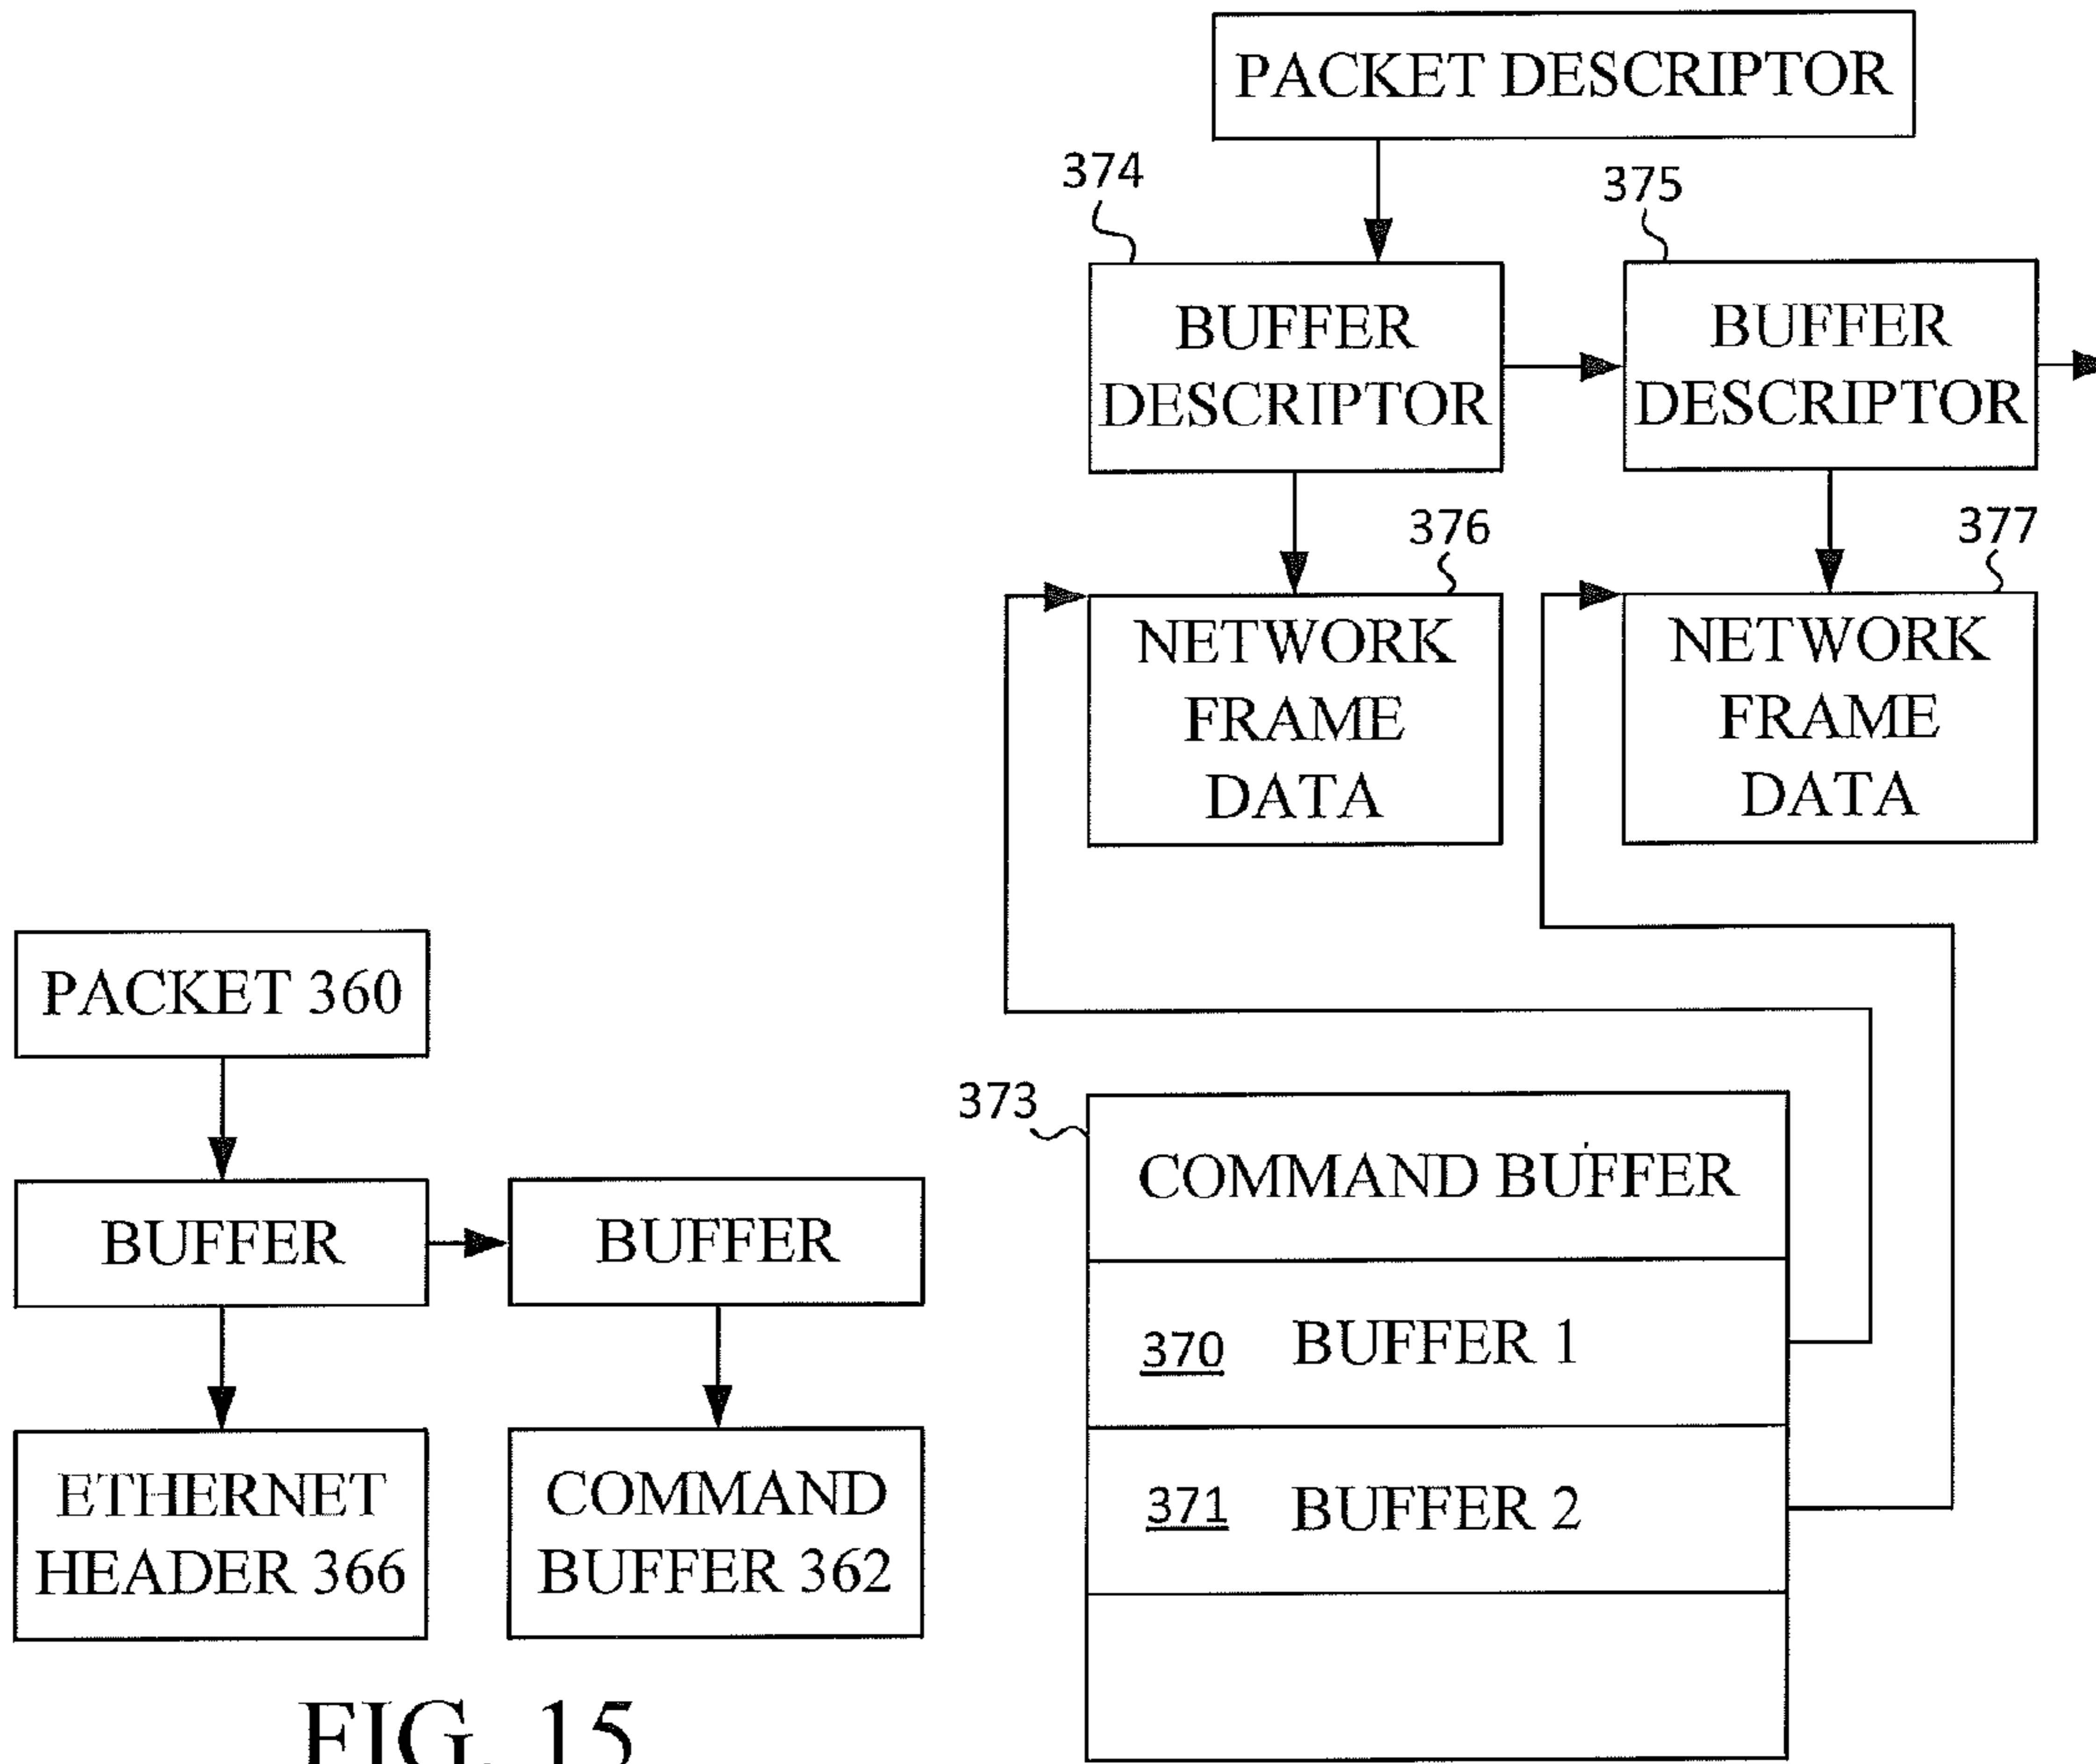 PACKET DESCRIPTOR
374
375
BUFFER
DESCRIPTOR
BUFFER
DESCRIPTOR
376
377
NETWORK
FRAME
DATA
NETWORK
FRAME
DATA
PACKET 360
BUFFER
BUFFER
ETHERNET
HEADER 366
COMMAND
BUFFER 362
FIG. 15
373
COMMAND BUFFER
370 BUFFER 1
371 BUFFER 2